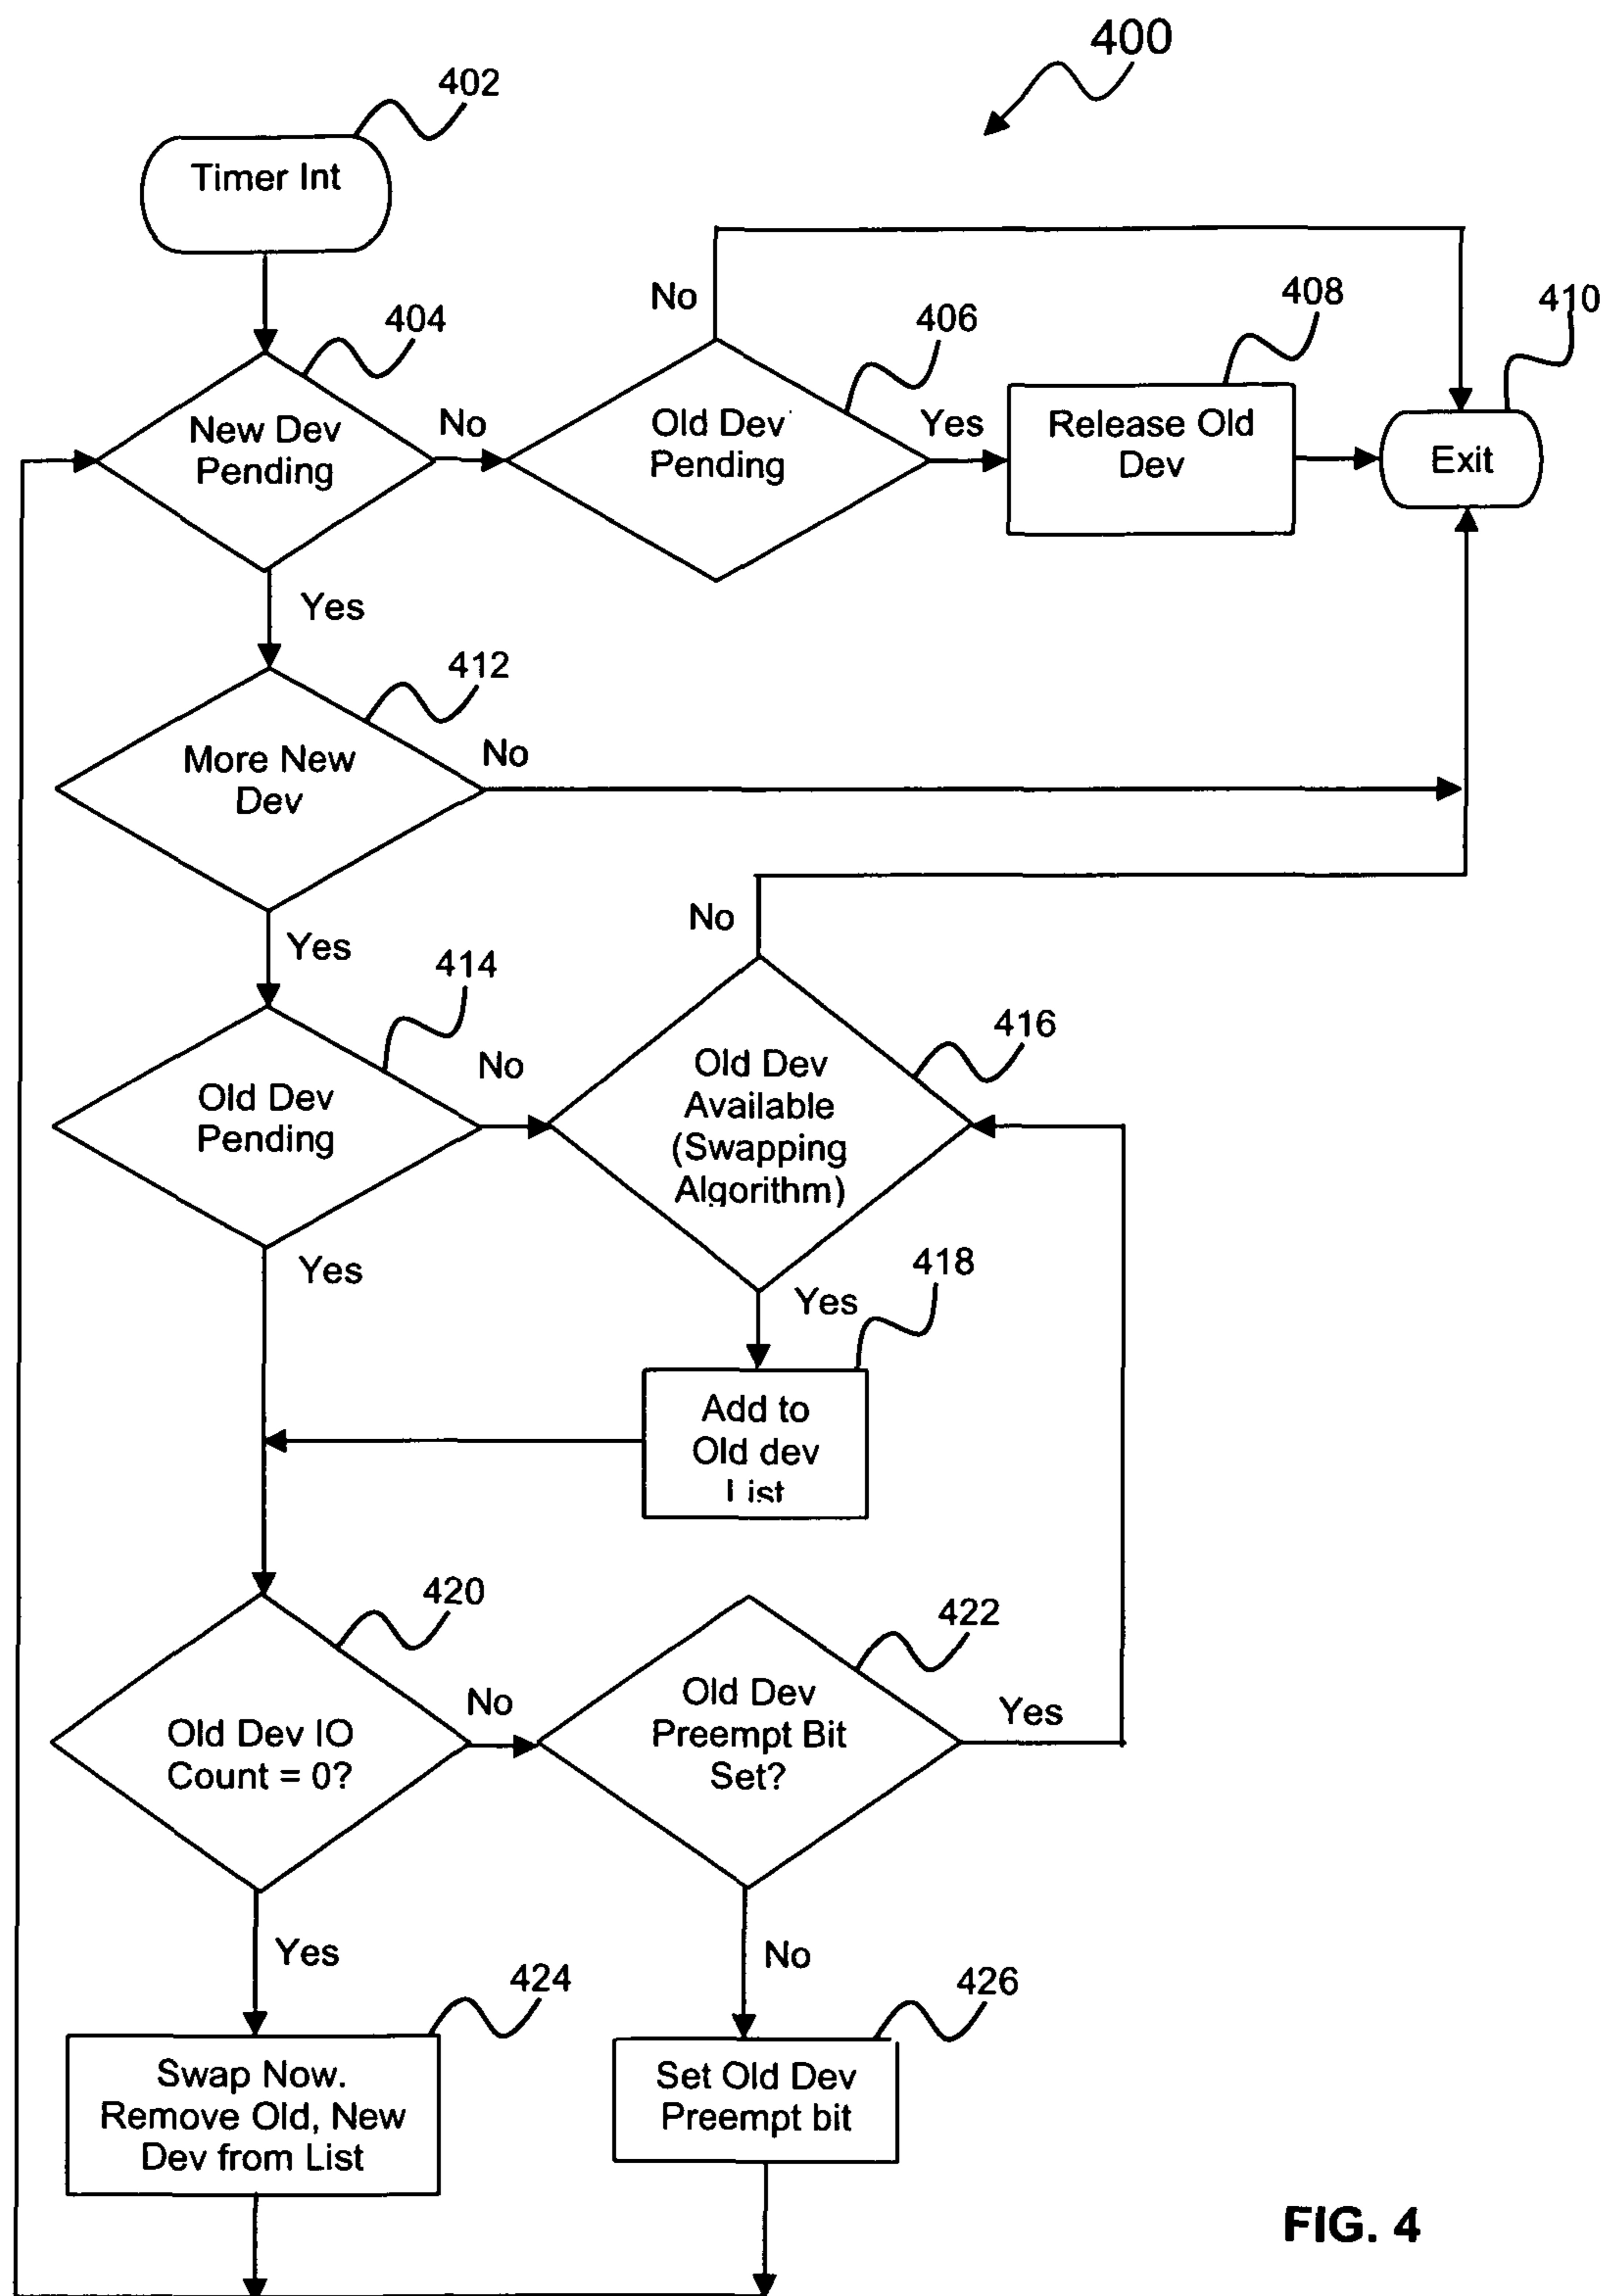 400
402
Timer Int
404
New Dev
Pending
No
406
Old Dev
Pending
No
Yes
408
Release Old
Dev
410
Exit
Yes
412
More New
Dev
No
Yes
414
Old Dev
Pending
No
416
Old Dev
Available
(Swapping
Algorithm)
No
Yes
Yes
418
Add to
Old dev
List
420
Old Dev IO
Count = 0?
No
422
Old Dev
Preempt Bit
Set?
Yes
Yes
No
424
Swap Now.
Remove Old, New
Dev from List
426
Set Old Dev
Preempt bit
FIG. 4